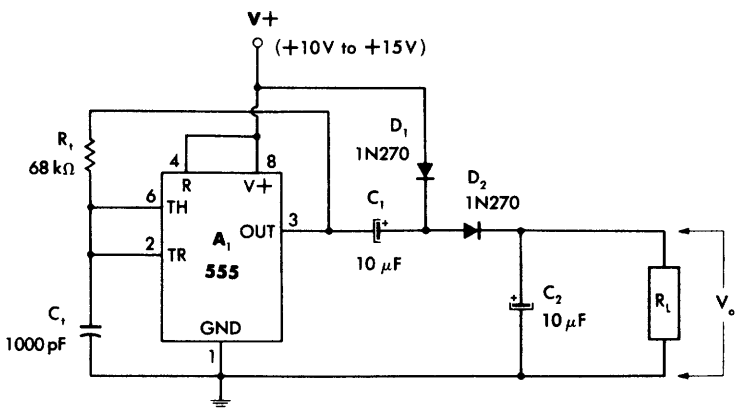 V+
(+10V to +15V)
Rt
68 kΩ
D1
1N270
4
8
R
V+
D2
1N270
6
TH
C1
+
OUT
3
A1
2
TR
555
10 µF
Ct
1000 pF
GND
1
+
C2
10 µF
RL
Vo